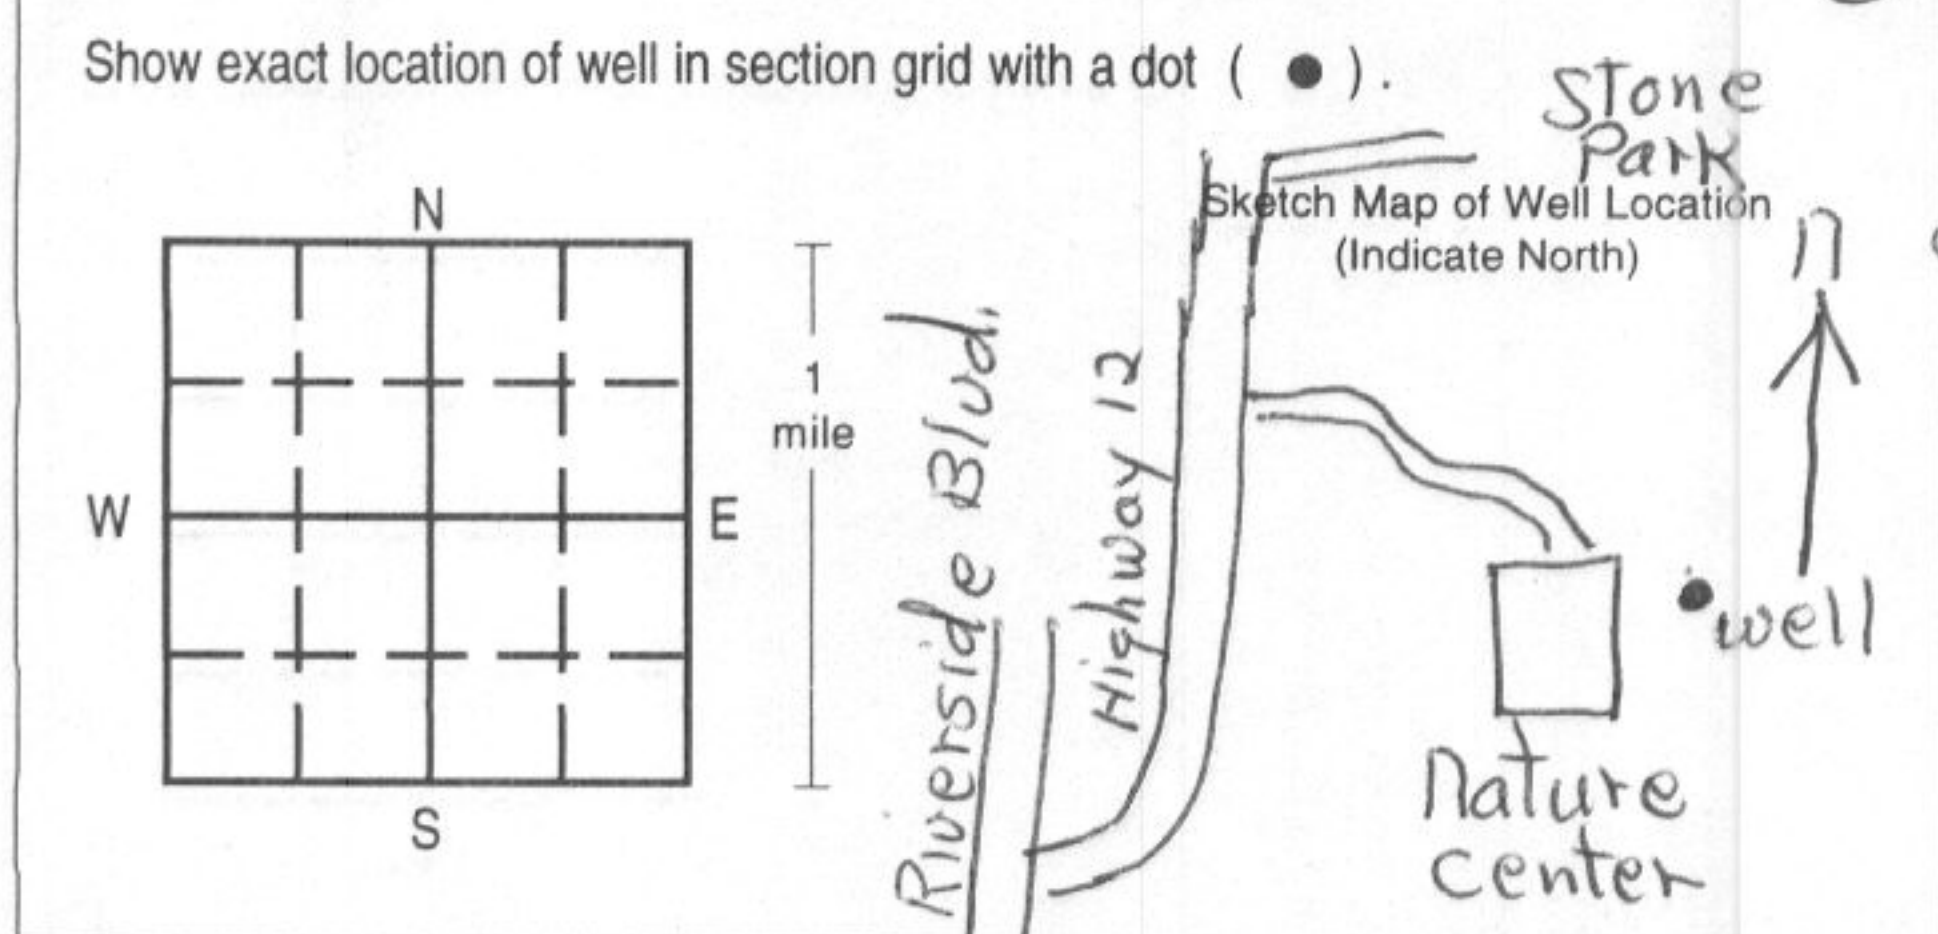 Show exact location of well in section grid with a dot ( ● ) .
Stone
Park
Sketch Map of Well Location
(Indicate North)
N
n
1
mile
W
E
S
Riverside Blvd.
Highway 12
well
nature
center